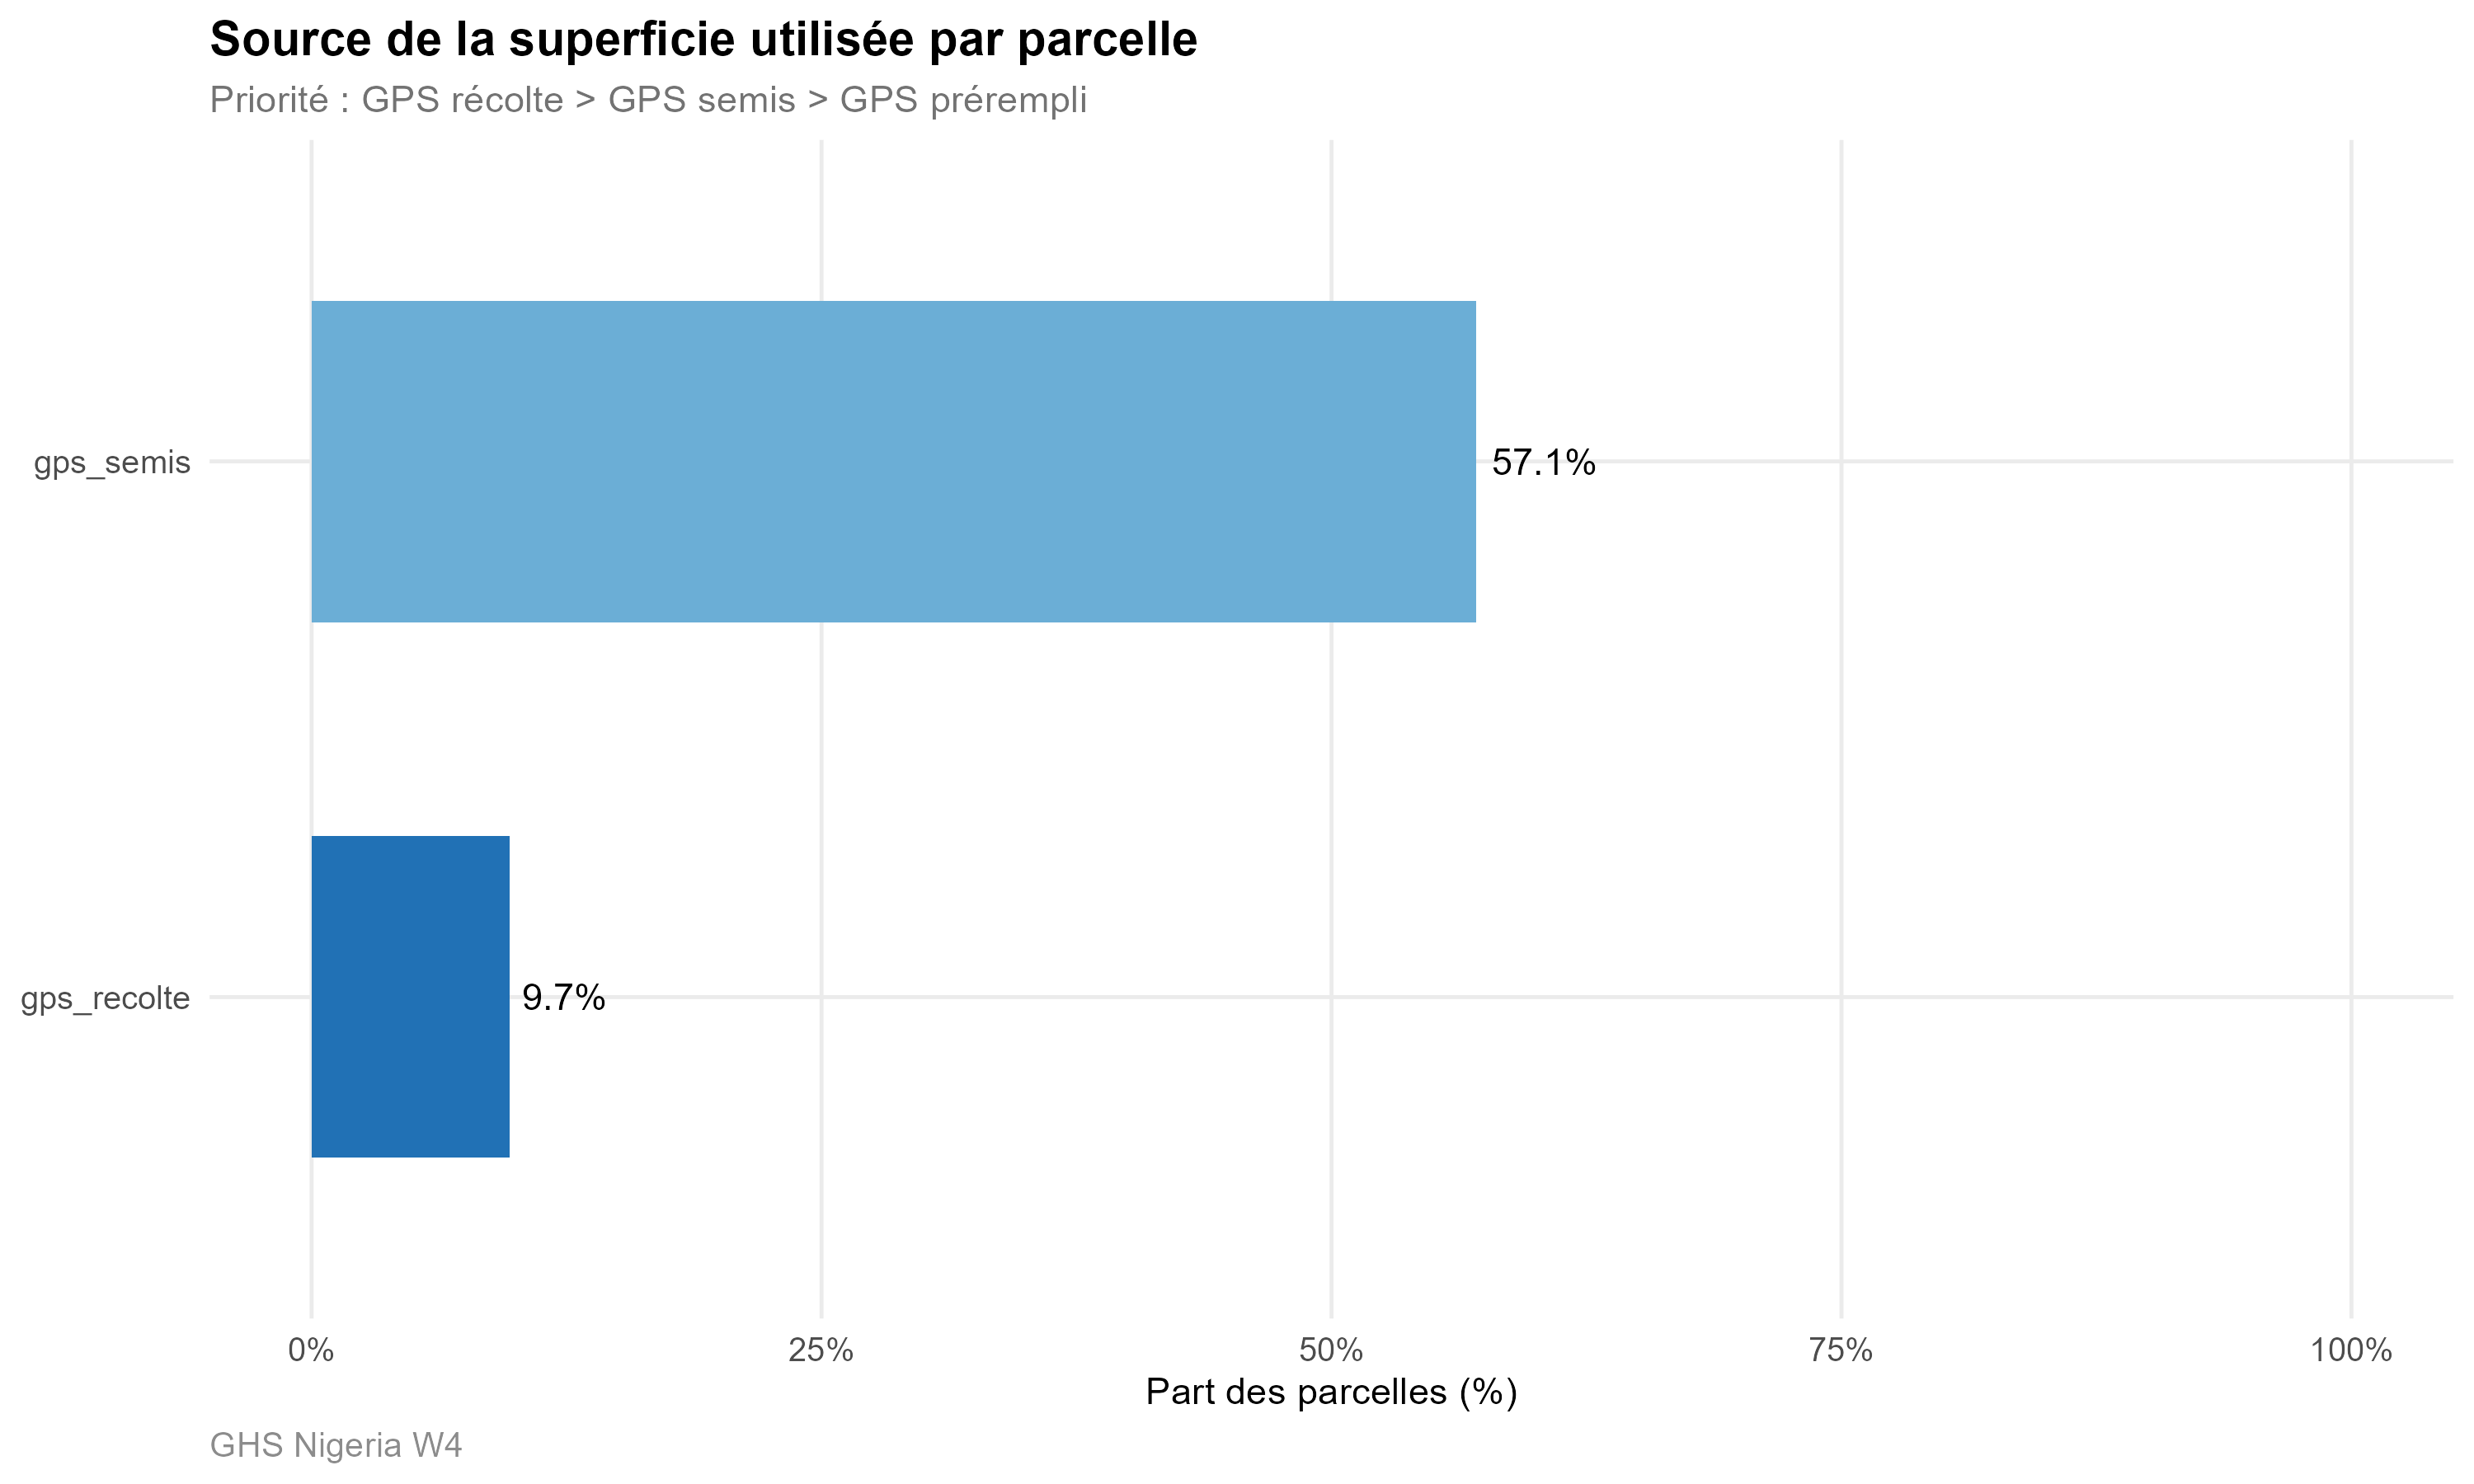 Source de la superficie utilisée par parcelle
Priorité : GPS récolte > GPS semis > GPS prérempli
gps_semis
57.1%
gps_recolte
9.7%
0%
25%
50%
75%
100%
Part des parcelles (%)
GHS Nigeria W4